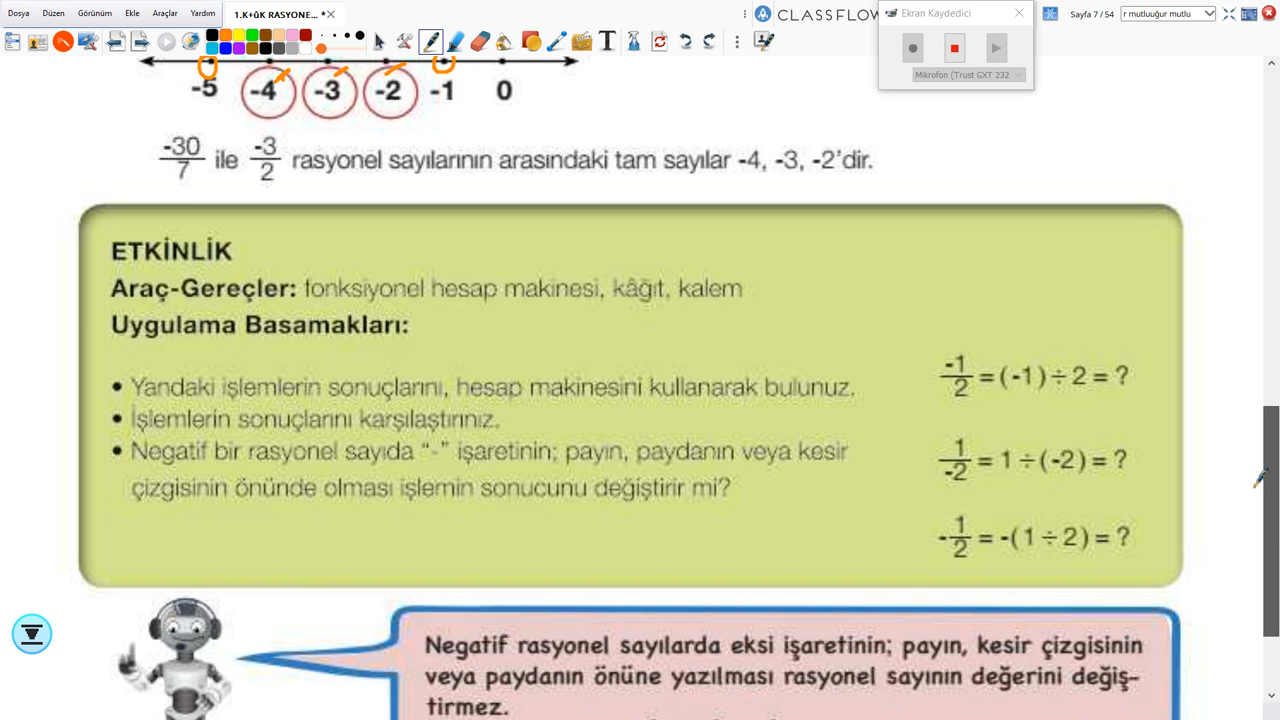 Dosya Düzen Görünüm Ekle Araçlar Yardım
1.K+ûK RASYONE... *
CLASSFLOW
Ekran Kaydedici
Sayfa 7 / 54
r mutluuğur mutlu
Mikrofon (Trust GXT 232
-5 -4 -3 -2 -1 0
-30/7 ile -3/2 rasyonel sayılarının arasındaki tam sayılar -4, -3, -2'dir.
ETKİNLİK
Araç-Gereçler: fonksiyonel hesap makinesi, kâğıt, kalem
Uygulama Basamakları:
• Yandaki işlemlerin sonuçlarını, hesap makinesini kullanarak bulunuz.
• İşlemlerin sonuçlarını karşılaştırınız.
• Negatif bir rasyonel sayıda “-” işaretinin; payın, paydanın veya kesir
çizgisinin önünde olması işlemin sonucunu değiştirir mi?
-1/2 = (-1) ÷ 2 = ?
1/-2 = 1 ÷ (-2) = ?
-1/2 = -(1 ÷ 2) = ?
Negatif rasyonel sayılarda eksi işaretinin; payın, kesir çizgisinin
veya paydanın önüne yazılması rasyonel sayının değerini değiş-
tirmez.